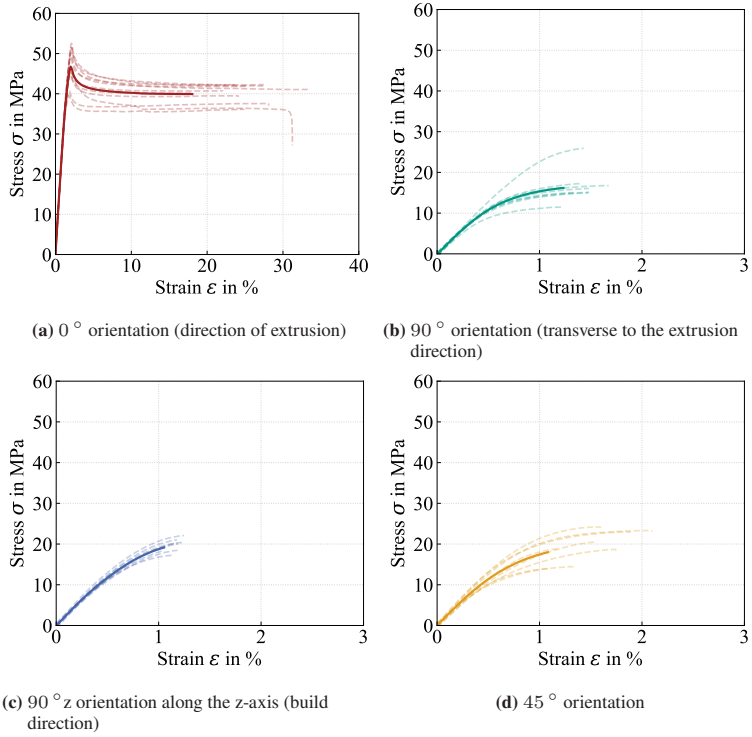 60
50
40
30
20
10
0
Stress σ in MPa
0 10 20 30 40
Strain ε in %
(a) 0 ° orientation (direction of extrusion)
60
50
40
30
20
10
0
Stress σ in MPa
0 1 2 3
Strain ε in %
(b) 90 ° orientation (transverse to the extrusion
direction)
60
50
40
30
20
10
0
Stress σ in MPa
0 1 2 3
Strain ε in %
(c) 90 °z orientation along the z-axis (build
direction)
60
50
40
30
20
10
0
Stress σ in MPa
0 1 2 3
Strain ε in %
(d) 45 ° orientation